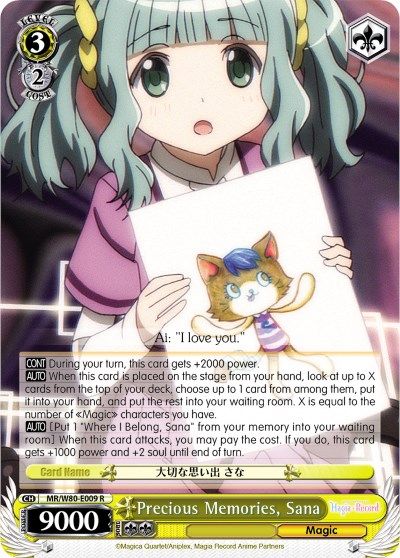 LEVEL
3
2
COST
Ai: "I love you."
CONT During your turn, this card gets +2000 power.
AUTO When this card is placed on the stage from your hand, look at up to X
cards from the top of your deck, choose up to 1 card from among them, put
it into your hand, and put the rest into your waiting room. X is equal to the
number of «Magic» characters you have.
AUTO [Put 1 "Where I Belong, Sana" from your memory into your waiting
room] When this card attacks, you may pay the cost. If you do, this card
gets +1000 power and +2 soul until end of turn.
Card Name 大切な思い出 さな
CH MR/W80-E009 R
Precious Memories, Sana
Magia Record
POWER 9000 SOUL
Magic
©Magica Quartet/Aniplex, Magia Record Anime Partners